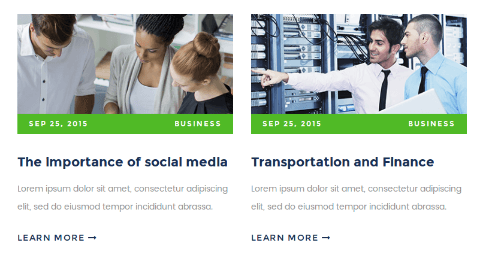 SEP 25, 2015 BUSINESS
The importance of social media
Lorem ipsum dolor sit amet, consectetur adipiscing
elit, sed do eiusmod tempor incididunt abrassa.
LEARN MORE →
SEP 25, 2015 BUSINESS
Transportation and Finance
Lorem ipsum dolor sit amet, consectetur adipiscing
elit, sed do eiusmod tempor incididunt abrassa.
LEARN MORE →